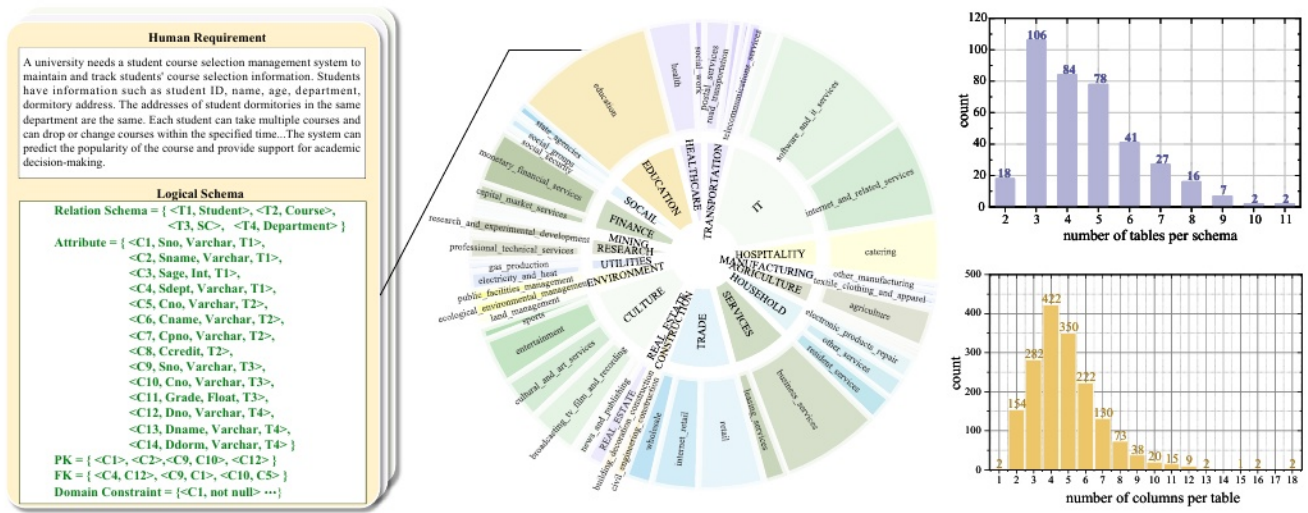 Human Requirement
A university needs a student course selection management system to
maintain and track students' course selection information. Students
have information such as student ID, name, age, department,
dormitory address. The addresses of student dormitories in the same
department are the same. Each student can take multiple courses and
can drop or change courses within the specified time...The system can
predict the popularity of the course and provide support for academic
decision-making.
Logical Schema
Relation Schema = { <T1, Student>, <T2, Course>,
<T3, SC>, <T4, Department> }
Attribute = { <C1, Sno, Varchar, T1>,
<C2, Sname, Varchar, T1>,
<C3, Sage, Int, T1>,
<C4, Sdept, Varchar, T1>,
<C5, Cno, Varchar, T2>,
<C6, Cname, Varchar, T2>,
<C7, Cpno, Varchar, T2>,
<C8, Ccredit, T2>,
<C9, Sno, Varchar, T3>,
<C10, Cno, Varchar, T3>,
<C11, Grade, Float, T3>,
<C12, Dno, Varchar, T4>,
<C13, Dname, Varchar, T4>,
<C14, Ddorm, Varchar, T4> }
PK = { <C1>, <C2>,<C9, C10>, <C12> }
FK = { <C4, C12>, <C9, C1>, <C10, C5> }
Domain Constraint = {<C1, not null> ···}
education
health
social_work
postal_services
road_transportation
telecommunications_services
software_and_it_services
internet_and_related_services
catering
other_manufacturing
textile_clothing_and_apparel
agriculture
electronic_products_repair
other_services
resident_services
business_services
leasing_services
retail
internet_retail
wholesale
civil_engineering_construction
building_decoration_construction
REAL_ESTATE
news_and_publishing
broadcasting_tv_film_and_recording
cultural_and_art_services
entertainment
sports
land_management
ecological_environmental_management
public_facilities_management
electricity_and_heat
gas_production
professional_technical_services
research_and_experimental_development
capital_market_services
monetary_financial_services
social_security
social_groups
state_agencies
EDUCATION
HEALTHCARE
TRANSPORTATION
IT
HOSPITALITY
MANUFACTURING
AGRICULTURE
HOUSEHOLD
SERVICES
TRADE
CONSTRUCTION
REAL_ESTATE
CULTURE
ENVIRONMENT
UTILITIES
RESEARCH
MINING
FINANCE
SOCAIL
count
120
100
80
60
40
20
0
18
106
84
78
41
27
16
7
2
2
2 3 4 5 6 7 8 9 10 11
number of tables per schema
count
500
400
300
200
100
0
2
154
282
422
350
222
130
73
38
20
15
9
2
1
2
2
1 2 3 4 5 6 7 8 9 10 11 12 13 14 15 16 17 18
number of columns per table